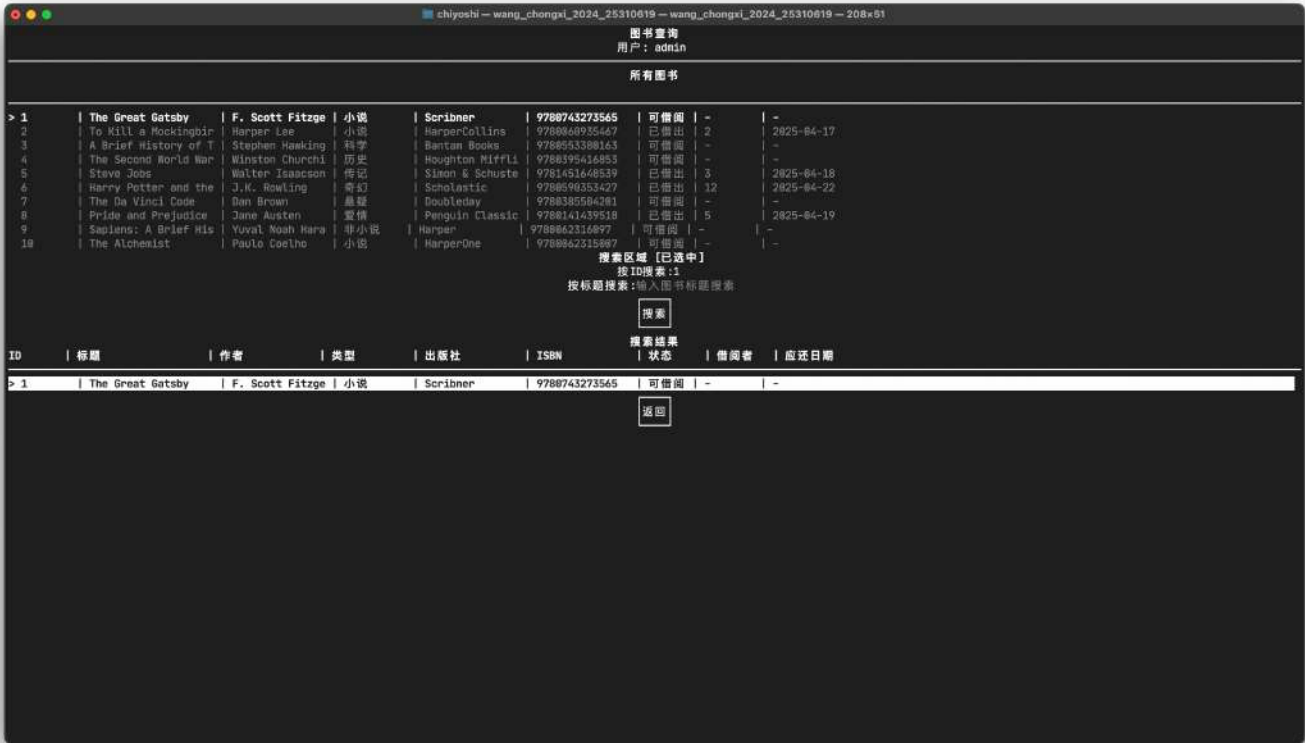 chiyoshi — wang_chongxi_2024_25310619 — wang_chongxi_2024_25310619 — 208×51
图书查询
用户: admin
所有图书
> 1 | The Great Gatsby | F. Scott Fitzge | 小说 | Scribner | 9780743273565 | 可借阅 | - | -
2 | To Kill a Mockingbir | Harper Lee | 小说 | HarperCollins | 9780060935467 | 已借出 | 2 | 2025-04-17
3 | A Brief History of T | Stephen Hawking | 科学 | Bantam Books | 9780553380163 | 可借阅 | - | -
4 | The Second World War | Winston Churchi | 历史 | Houghton Miffli | 9780395416853 | 可借阅 | - | -
5 | Steve Jobs | Walter Isaacson | 传记 | Simon & Schuste | 9781451648539 | 已借出 | 3 | 2025-04-18
6 | Harry Potter and the | J.K. Rowling | 奇幻 | Scholastic | 9780590353427 | 已借出 | 12 | 2025-04-22
7 | The Da Vinci Code | Dan Brown | 悬疑 | Doubleday | 9780385504201 | 可借阅 | - | -
8 | Pride and Prejudice | Jane Austen | 爱情 | Penguin Classic | 9780141439518 | 已借出 | 5 | 2025-04-19
9 | Sapiens: A Brief His | Yuval Noah Hara | 非小说 | Harper | 9780062316097 | 可借阅 | - | -
10 | The Alchemist | Paulo Coelho | 小说 | HarperOne | 9780062315007 | 可借阅 | - | -
搜索区域 [已选中]
按ID搜索:1
按标题搜索:输入图书标题搜索
搜索
搜索结果
ID | 标题 | 作者 | 类型 | 出版社 | ISBN | 状态 | 借阅者 | 应还日期
> 1 | The Great Gatsby | F. Scott Fitzge | 小说 | Scribner | 9780743273565 | 可借阅 | - | -
返回